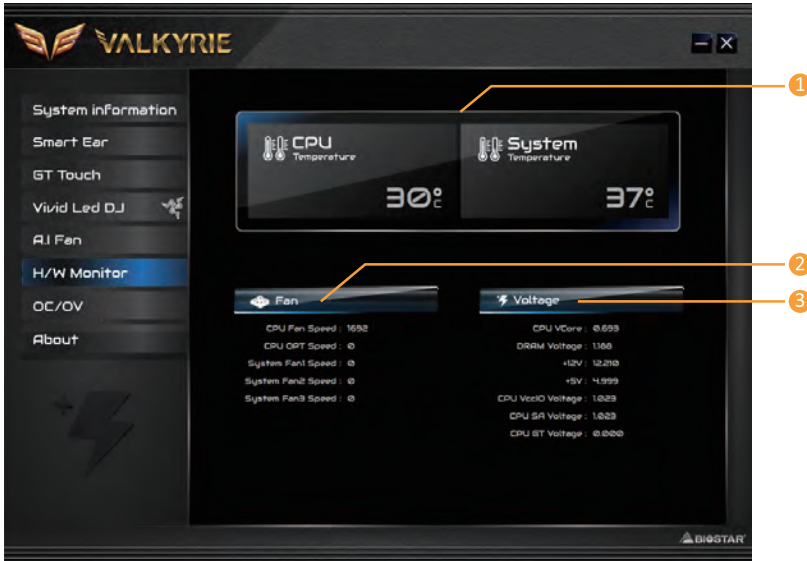 VALKYRIE
1
System information
Smart Ear
GT Touch
Vivid Led DJ
A.I Fan
H/W Monitor
OC/OV
About
CPU
Temperature
30°C
System
Temperature
37°C
2
3
Fan
CPU Fan Speed : 1692
CPU OPT Speed : 0
System Fan1 Speed : 0
System Fan2 Speed : 0
System Fan3 Speed : 0
Voltage
CPU VCore : 0.693
DRAM Voltage : 1.188
+12V : 12.210
+5V : 4.999
CPU VccIO Voltage : 1.023
CPU SA Voltage : 1.023
CPU GT Voltage : 0.000
BIOSTAR